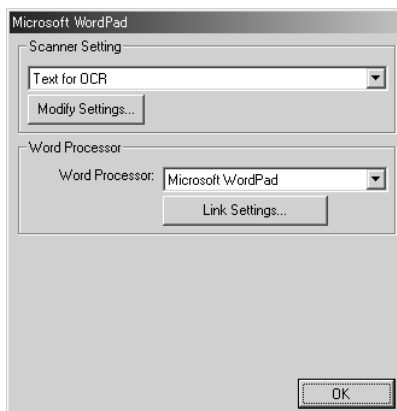 Microsoft WordPad
Scanner Setting
Text for OCR
Modify Settings...
Word Processor
Word Processor: Microsoft WordPad
Link Settings...
OK